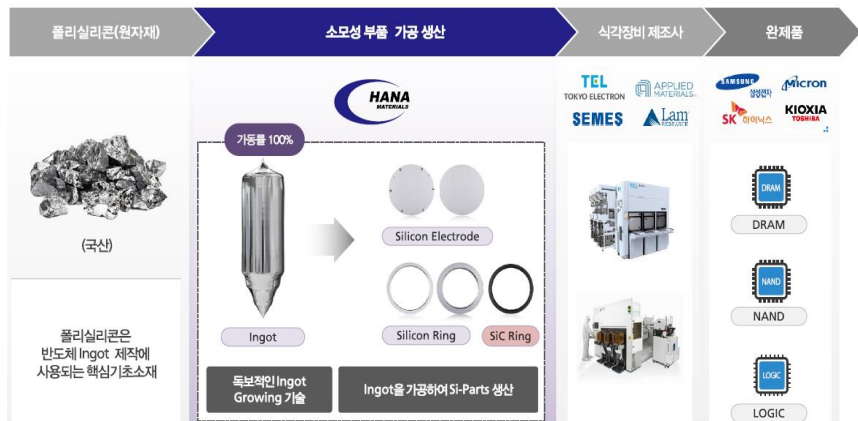 폴리실리콘(원자재)
소모성 부품 가공 생산
식각장비 제조사
완제품
(국산)
폴리실리콘은
반도체 Ingot 제작에
사용되는 핵심기초소재
HANA
MATERIALS
가동률 100%
Ingot
Silicon Electrode
Silicon Ring
SiC Ring
독보적인 Ingot
Growing 기술
Ingot을 가공하여 Si-Parts 생산
TEL
TOKYO ELECTRON
APPLIED
MATERIALS
SEMES
Lam
RESEARCH
TEL
SAMSUNG
삼성전자
Micron
SK 하이닉스
KIOXIA
TOSHIBA
DRAM
DRAM
NAND
NAND
LOGIC
LOGIC